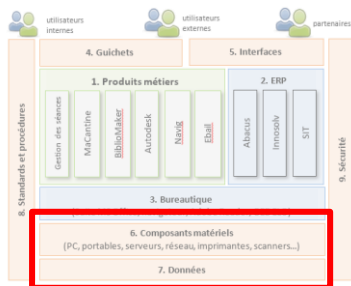 utilisateurs
internes
utilisateurs
externes
partenaires
4. Guichets
5. Interfaces
8. Standards et procédures
1. Produits métiers
2. ERP
9. Sécurité
Gestion des séances
MaCantine
BiblioMaker
Autodesk
Navig
Ebail
Abacus
Innosolv
SIT
3. Bureautique
6. Composants matériels
(PC, portables, serveurs, réseau, imprimantes, scanners...)
7. Données